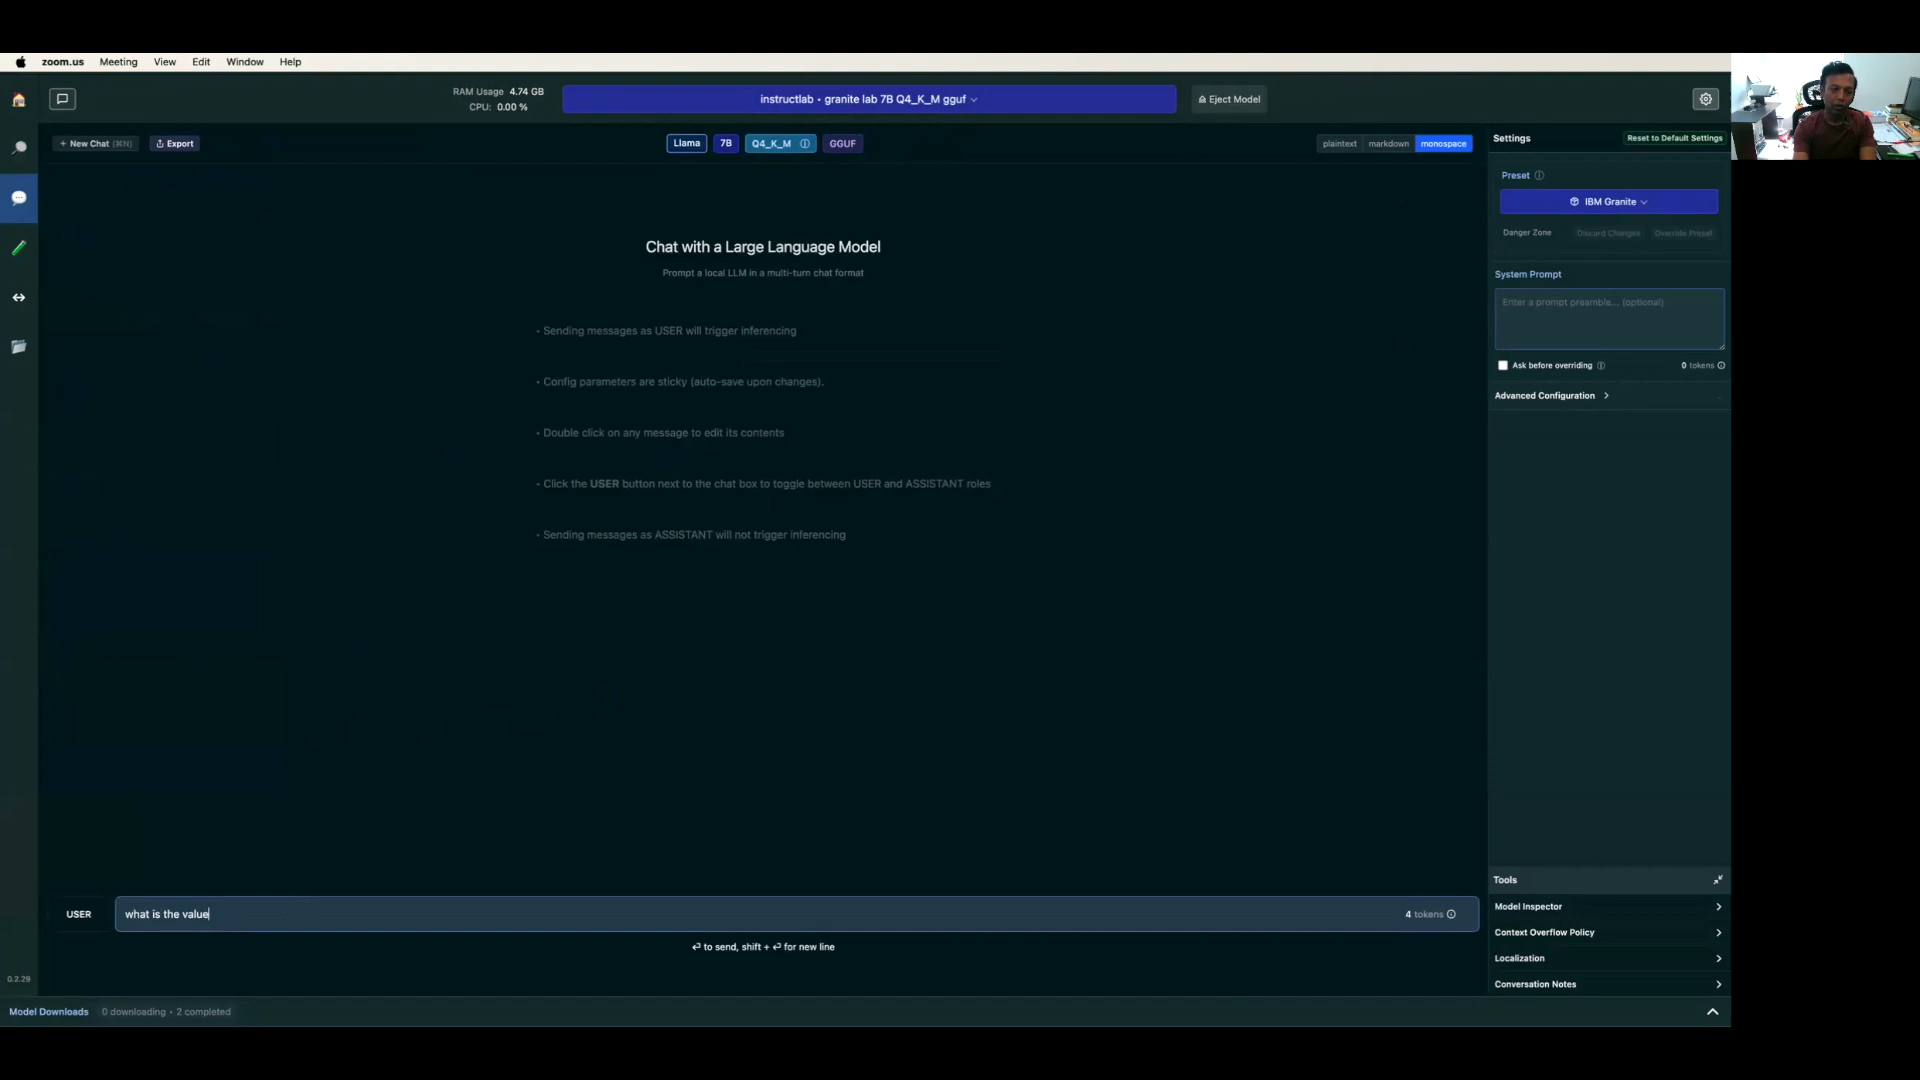 zoom.us Meeting View Edit Window Help
RAM Usage 4.74 GB
CPU: 0.00 %
instructlab • granite lab 7B Q4_K_M gguf
Eject Model
+ New Chat (⌘N) Export
Llama 7B Q4_K_M GGUF
plaintext markdown monospace
Settings Reset to Default Settings
Preset
IBM Granite
Danger Zone Discard Changes Override Preset
System Prompt
Enter a prompt preamble... (optional)
Ask before overriding 0 tokens
Advanced Configuration
Chat with a Large Language Model
Prompt a local LLM in a multi-turn chat format
• Sending messages as USER will trigger inferencing
• Config parameters are sticky (auto-save upon changes).
• Double click on any message to edit its contents
• Click the USER button next to the chat box to toggle between USER and ASSISTANT roles
• Sending messages as ASSISTANT will not trigger inferencing
Tools
Model Inspector
Context Overflow Policy
Localization
Conversation Notes
USER what is the value 4 tokens
⏎ to send, shift + ⏎ for new line
0.2.29
Model Downloads 0 downloading • 2 completed